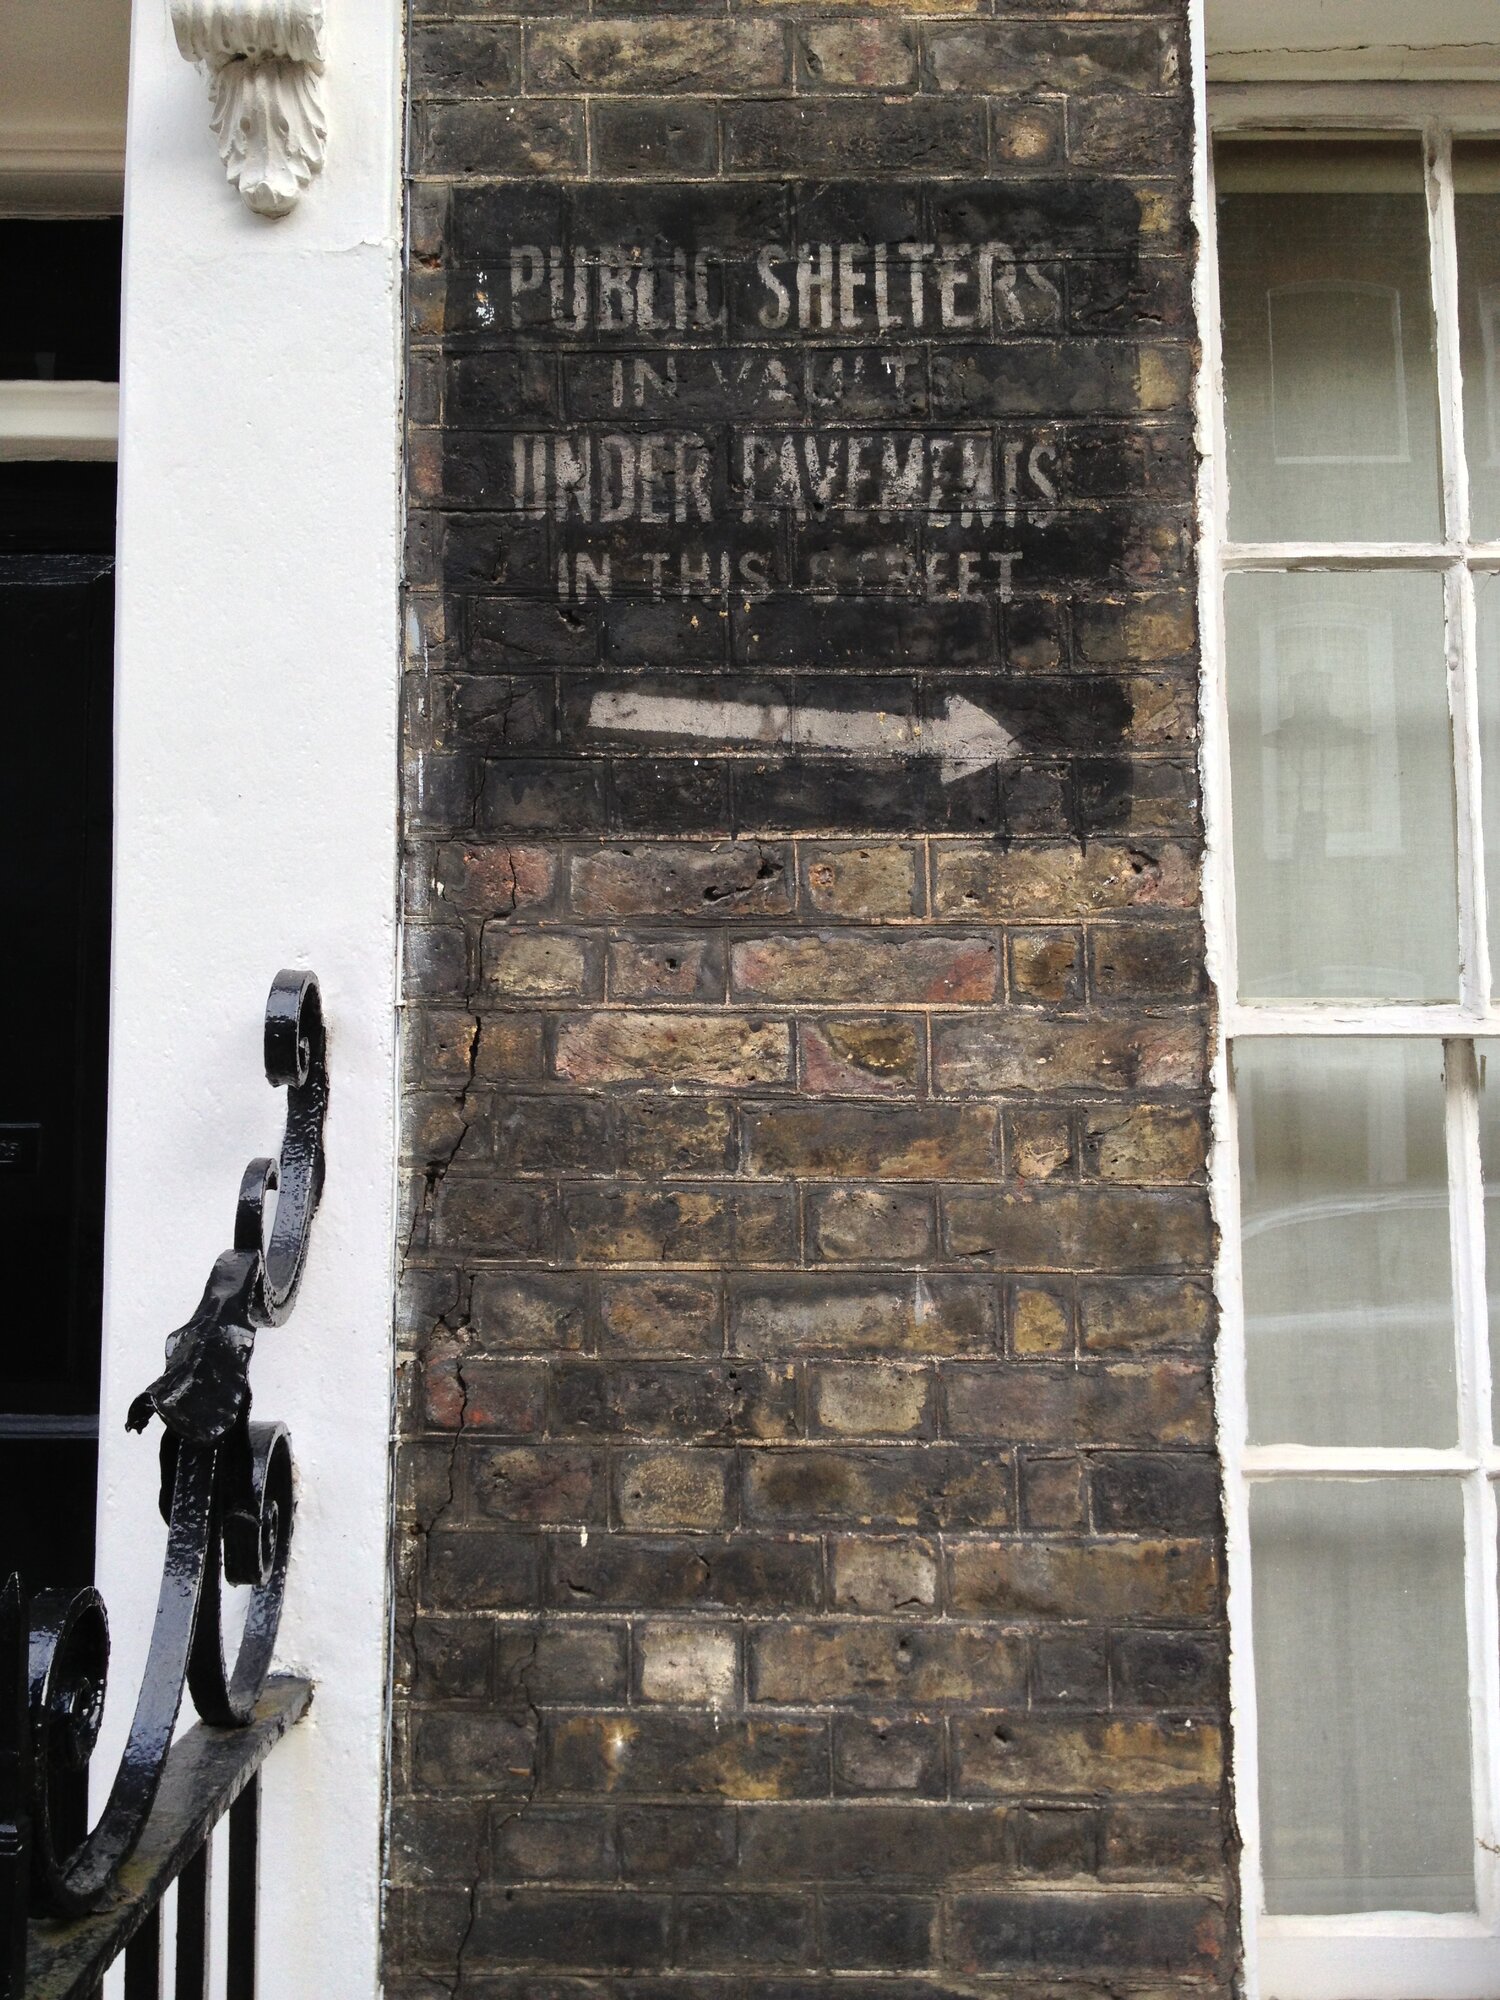 PUBLIC SHELTERS
IN VAULTS
UNDER PAVEMENTS
IN THIS STREET